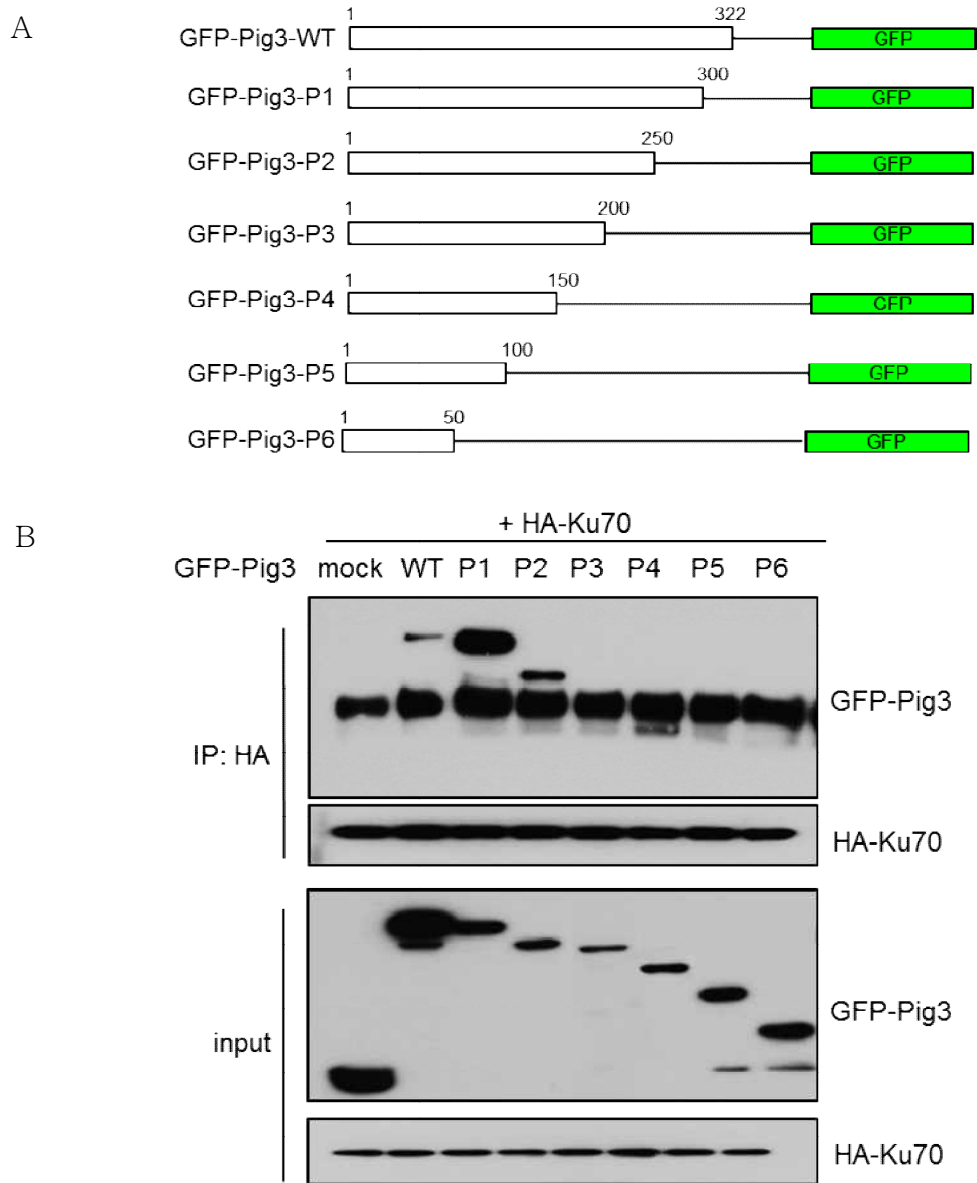 A
1 322
GFP-Pig3-WT GFP
1 300
GFP-Pig3-P1 GFP
1 250
GFP-Pig3-P2 GFP
1 200
GFP-Pig3-P3 GFP
1 150
GFP-Pig3-P4 GFP
1 100
GFP-Pig3-P5 GFP
1 50
GFP-Pig3-P6 GFP
B
+ HA-Ku70
GFP-Pig3 mock WT P1 P2 P3 P4 P5 P6
GFP-Pig3
IP: HA
HA-Ku70
GFP-Pig3
input
HA-Ku70